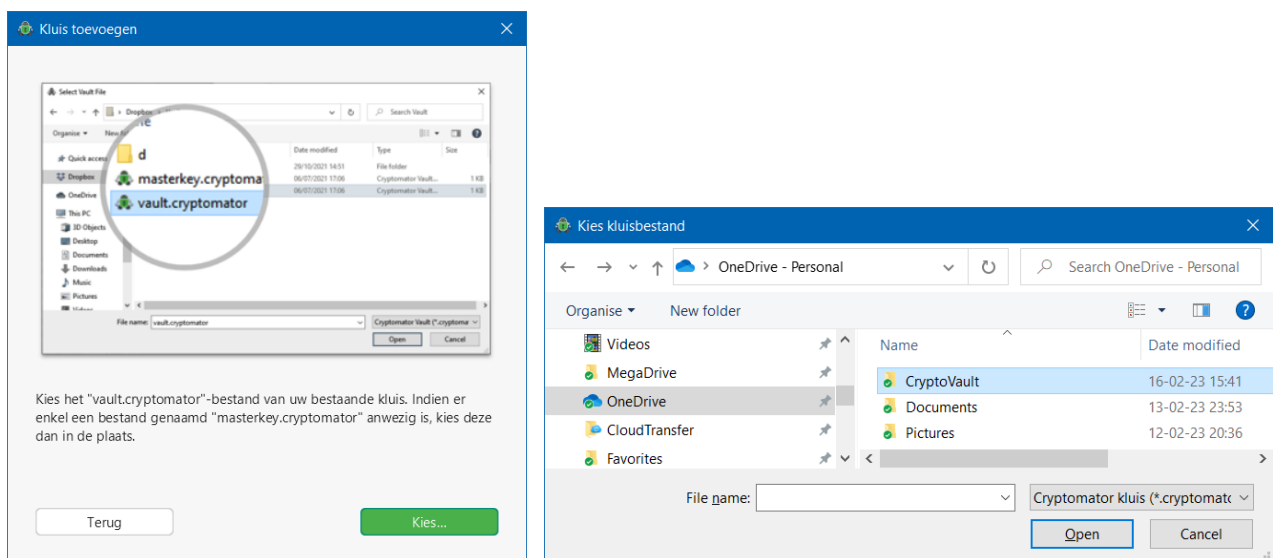 Kluis toevoegen
Select Vault File
Dropbox
Search Vault
Organise
d
masterkey.cryptoma
vault.cryptomator
Date modified Type Size
29/10/2021 14:51 File folder
06/07/2021 17:06 Cryptomator Vault... 1 KB
06/07/2021 17:06 Cryptomator Vault... 1 KB
Quick access
Dropbox
OneDrive
This PC
3D Objects
Desktop
Documents
Downloads
Music
Pictures
Videos
File name: vault.cryptomator Cryptomator Vault (*.cryptomar
Open Cancel
Kies het "vault.cryptomator"-bestand van uw bestaande kluis. Indien er
enkel een bestand genaamd "masterkey.cryptomator" anwezig is, kies deze
dan in de plaats.
Terug Kies...
Kies kluisbestand
OneDrive - Personal
Search OneDrive - Personal
Organise New folder
Videos
MegaDrive
OneDrive
CloudTransfer
Favorites
Name Date modified
CryptoVault 16-02-23 15:41
Documents 13-02-23 23:53
Pictures 12-02-23 20:36
File name: Cryptomator kluis (*.cryptomatc
Open Cancel